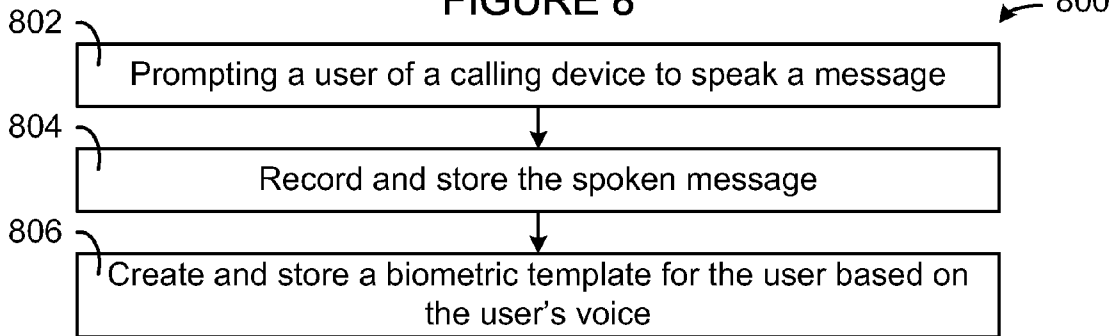 FIGURE 8
800
802
Prompting a user of a calling device to speak a message
804
Record and store the spoken message
806
Create and store a biometric template for the user based on
the user's voice